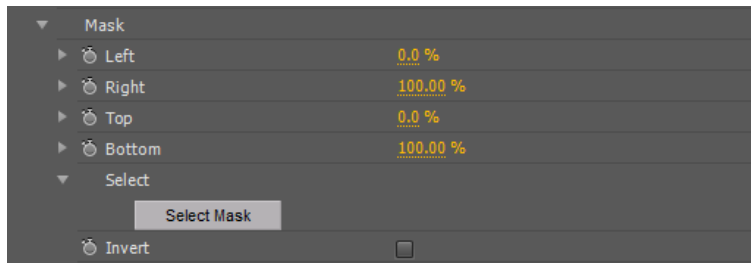 Mask
Left 0.0 %
Right 100.00 %
Top 0.0 %
Bottom 100.00 %
Select
Select Mask
Invert